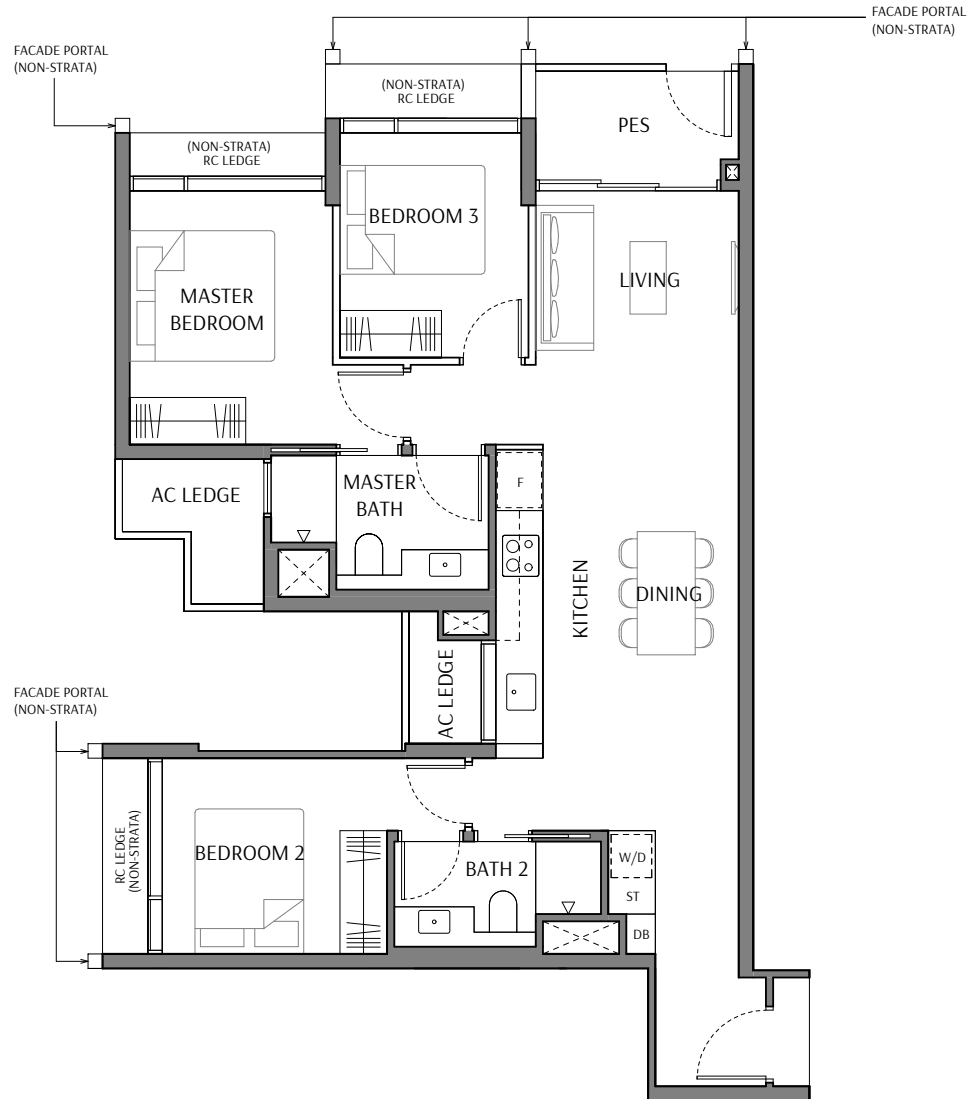 FACADE PORTAL
(NON-STRATA)
FACADE PORTAL
(NON-STRATA)
(NON-STRATA)
RC LEDGE
PES
(NON-STRATA)
RC LEDGE
BEDROOM 3
LIVING
MASTER
BEDROOM
AC LEDGE
MASTER
BATH
F
KITCHEN
DINING
AC LEDGE
FACADE PORTAL
(NON-STRATA)
RC LEDGE
(NON-STRATA)
BEDROOM 2
BATH 2
W/D
ST
DB